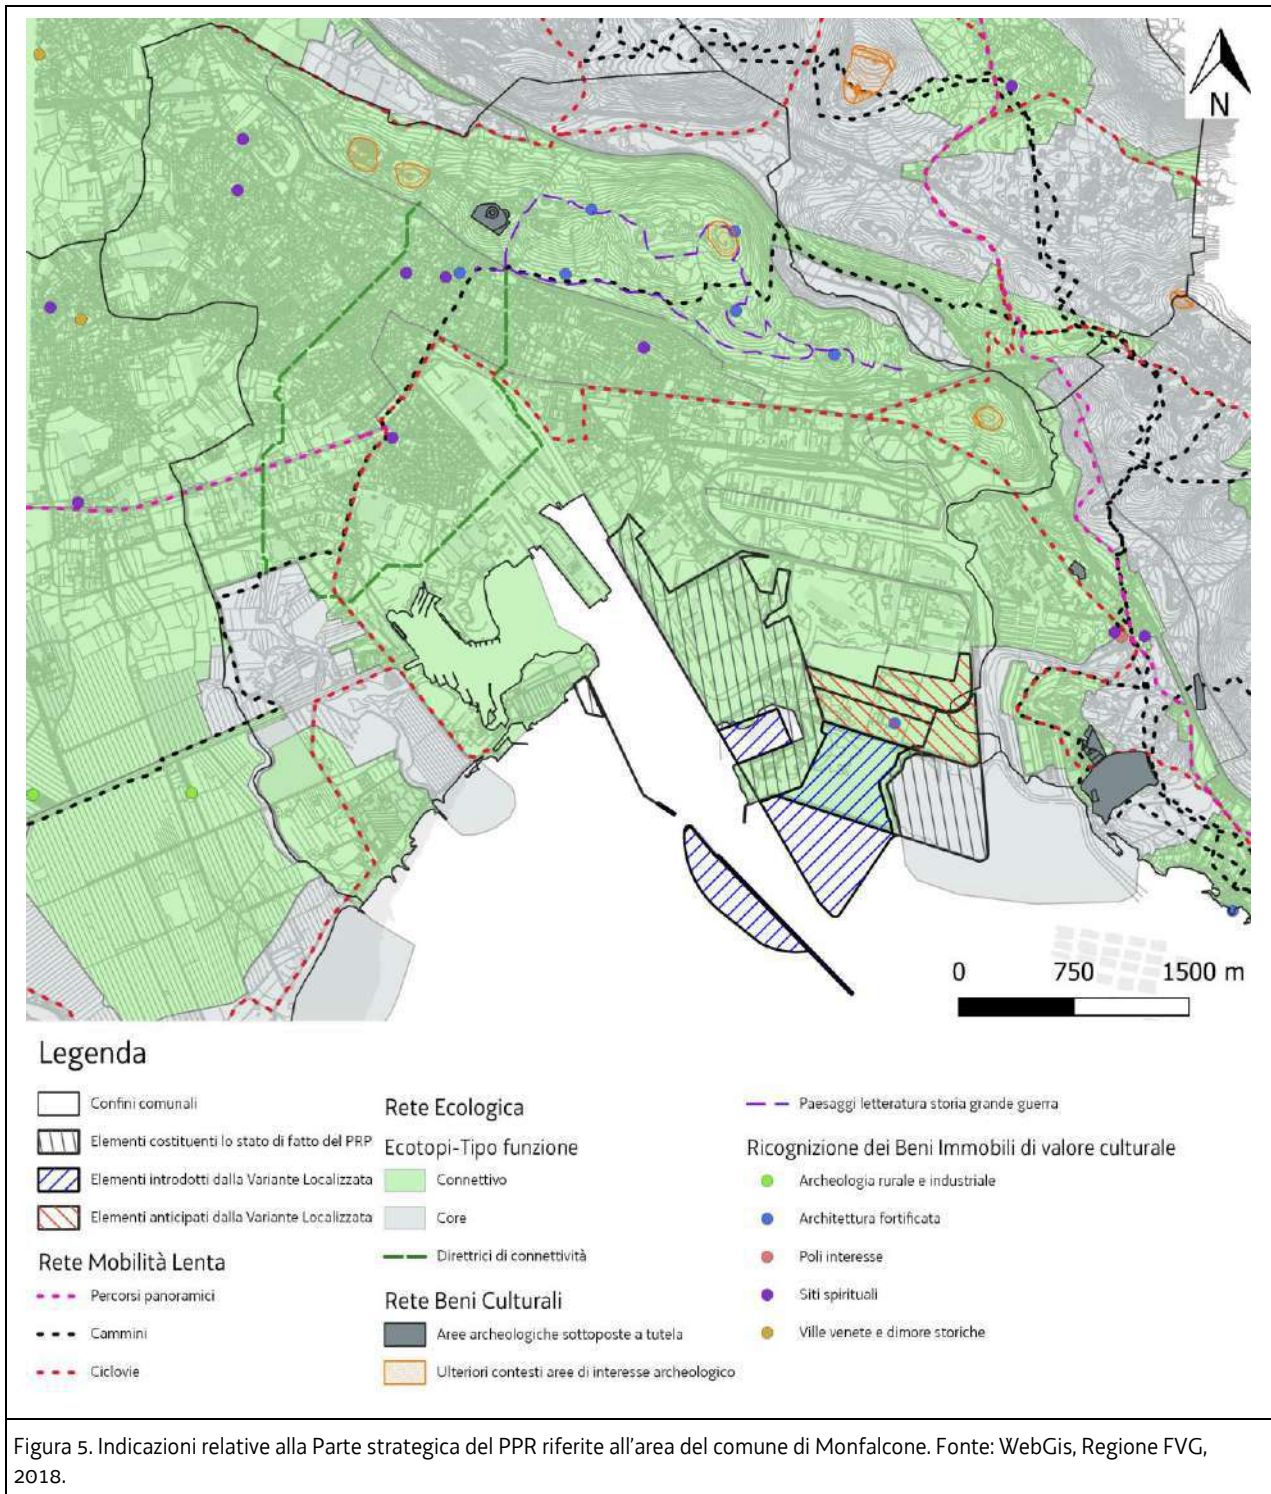 N
0 750 1500 m
Legenda
Confini comunali
Elementi costituenti lo stato di fatto del PRP
Elementi introdotti dalla Variante Localizzata
Elementi anticipati dalla Variante Localizzata
Rete Mobilità Lenta
Percorsi panoramici
Cammini
Ciclovie
Rete Ecologica
Ecotopi-Tipo funzione
Connettivo
Core
Direttrici di connettività
Rete Beni Culturali
Aree archeologiche sottoposte a tutela
Ulteriori contesti aree di interesse archeologico
Paesaggi letteratura storia grande guerra
Ricognizione dei Beni Immobili di valore culturale
Archeologia rurale e industriale
Architettura fortificata
Poli interesse
Siti spirituali
Ville venete e dimore storiche
Figura 5. Indicazioni relative alla Parte strategica del PPR riferite all'area del comune di Monfalcone. Fonte: WebGis, Regione FVG,
2018.